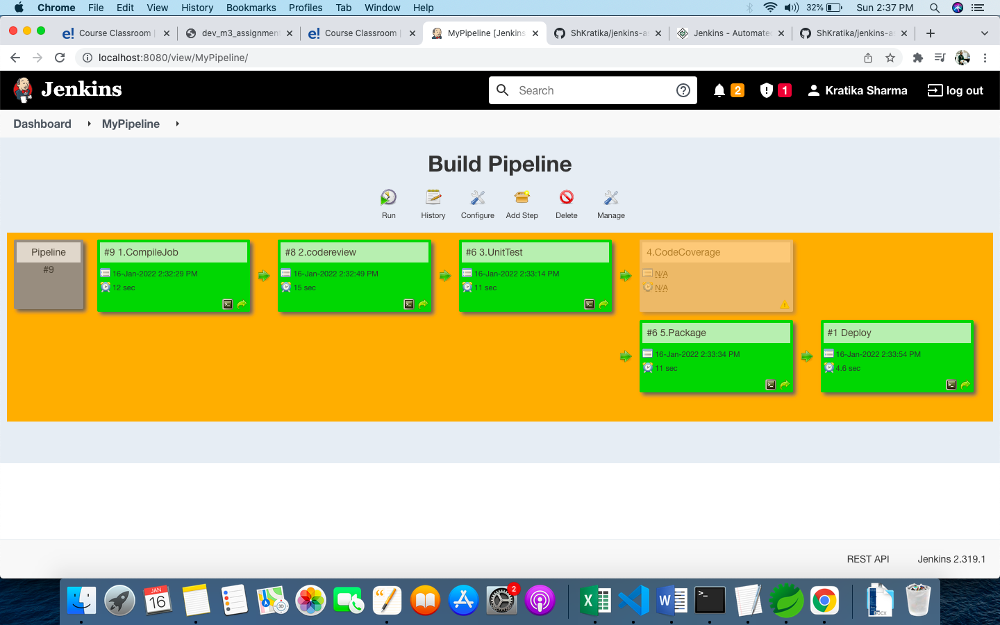 Chrome File Edit View History Bookmarks Profiles Tab Window Help 32% Sun 2:37 PM
e! Course Classroom | dev_m3_assignment e! Course Classroom | MyPipeline [Jenkins ShKratika/jenkins-a Jenkins - Automated ShKratika/jenkins-a
localhost:8080/view/MyPipeline/
Jenkins Search 2 1 Kratika Sharma log out
Dashboard MyPipeline
Build Pipeline
Run History Configure Add Step Delete Manage
Pipeline
#9
#9 1.CompileJob
16-Jan-2022 2:32:29 PM
12 sec
#8 2.codereview
16-Jan-2022 2:32:49 PM
15 sec
#6 3.UnitTest
16-Jan-2022 2:33:14 PM
11 sec
4.CodeCoverage
N/A
N/A
#6 5.Package
16-Jan-2022 2:33:34 PM
11 sec
#1 Deploy
16-Jan-2022 2:33:54 PM
4.6 sec
REST API Jenkins 2.319.1
JAN
16
3D
2
X
W
>_
DOCX